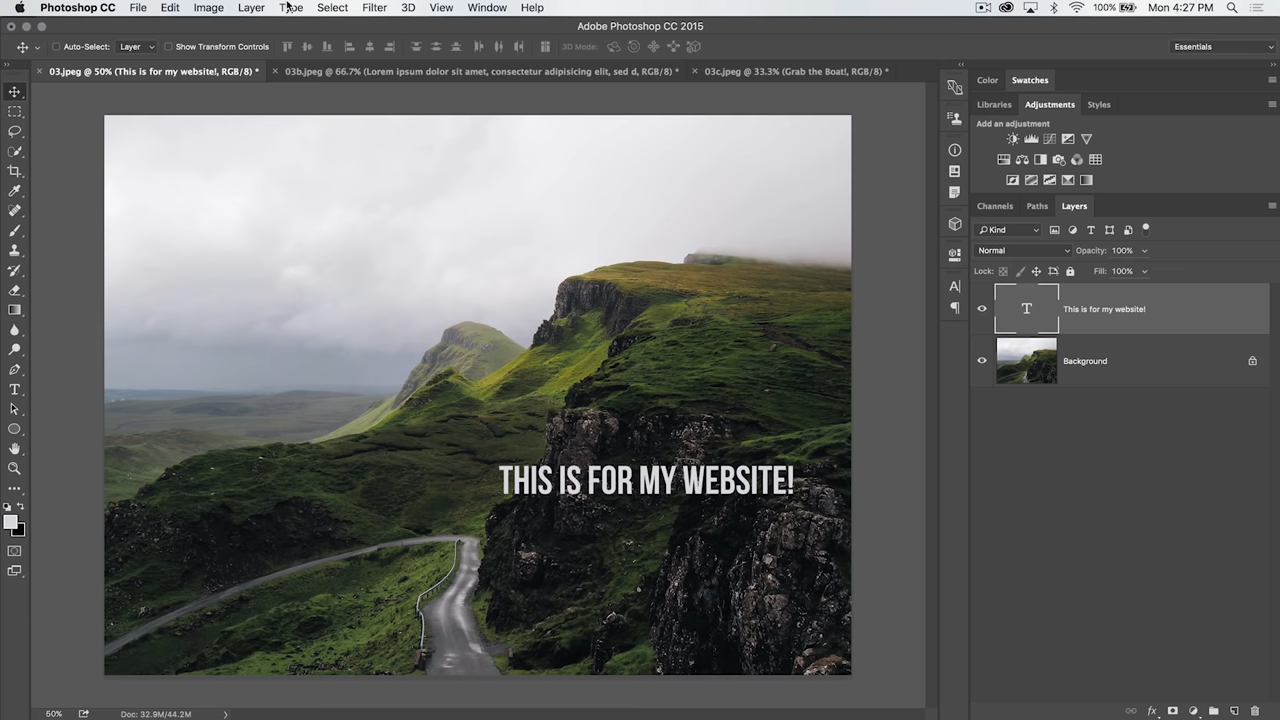 Photoshop CC File Edit Image Layer Type Select Filter 3D View Window Help 100% Mon 4:27 PM
Adobe Photoshop CC 2015
Auto-Select: Layer Show Transform Controls 3D Mode: Essentials
03.jpeg @ 50% (This is for my website!, RGB/8) * 03b.jpeg @ 66.7% (Lorem ipsum dolor sit amet, consectetur adipisicing elit, sed d, RGB/8) * 03c.jpeg @ 33.3% (Grab the Boat!, RGB/8) *
Color Swatches
Libraries Adjustments Styles
Add an adjustment
Channels Paths Layers
Kind
Normal Opacity: 100%
Lock: Fill: 100%
This is for my website!
Background
THIS IS FOR MY WEBSITE!
50% Doc: 32.9M/44.2M